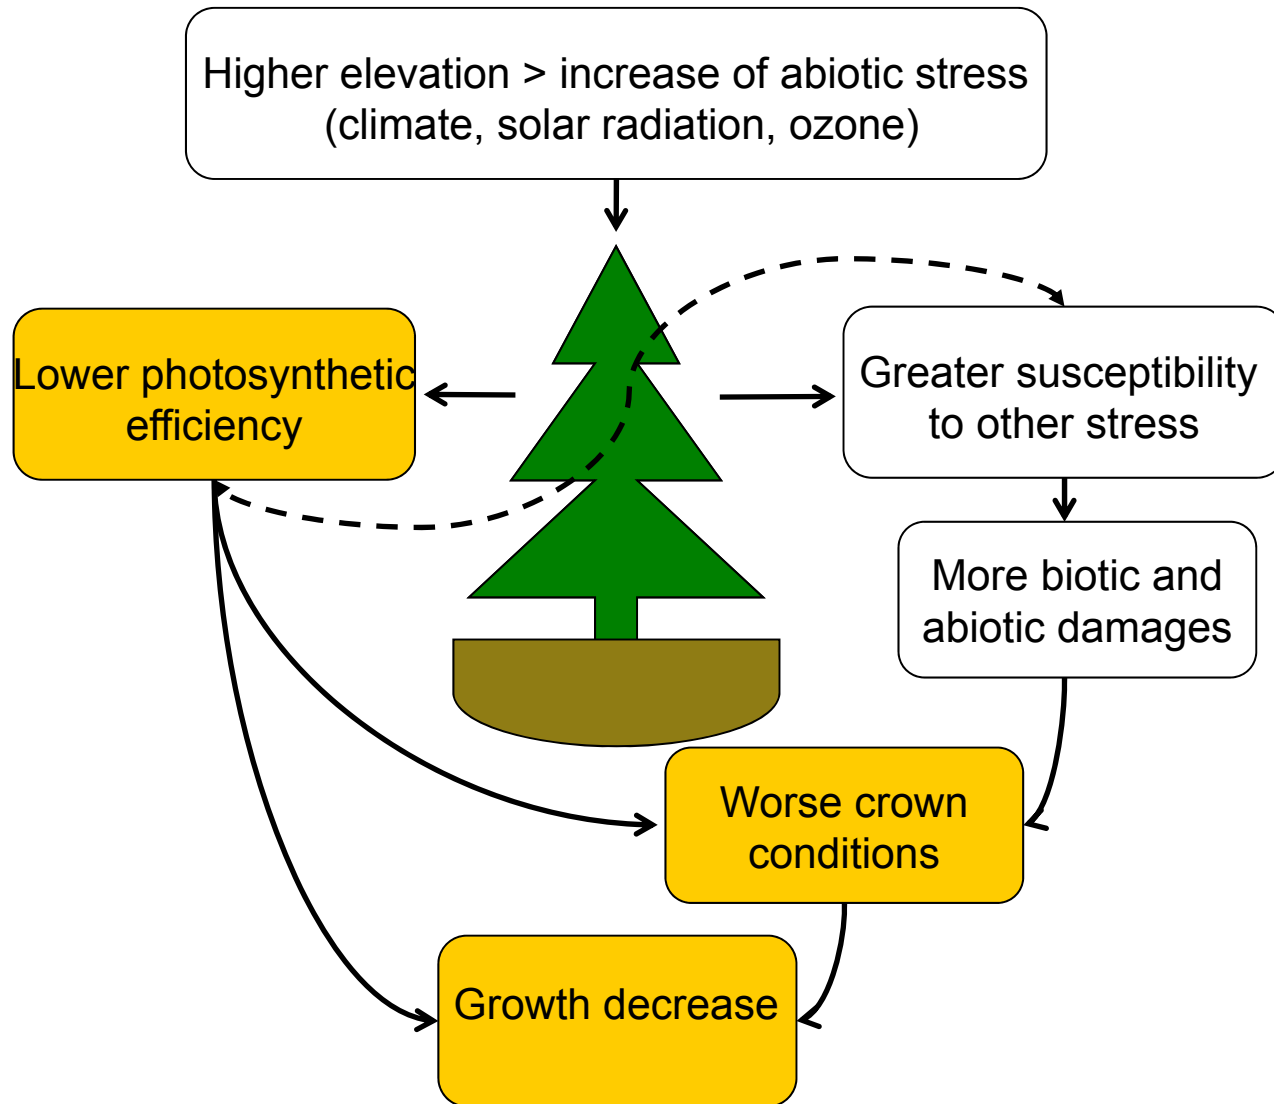 Higher elevation > increase of abiotic stress
(climate, solar radiation, ozone)
Lower photosynthetic
efficiency
Greater susceptibility
to other stress
More biotic and
abiotic damages
Worse crown
conditions
Growth decrease